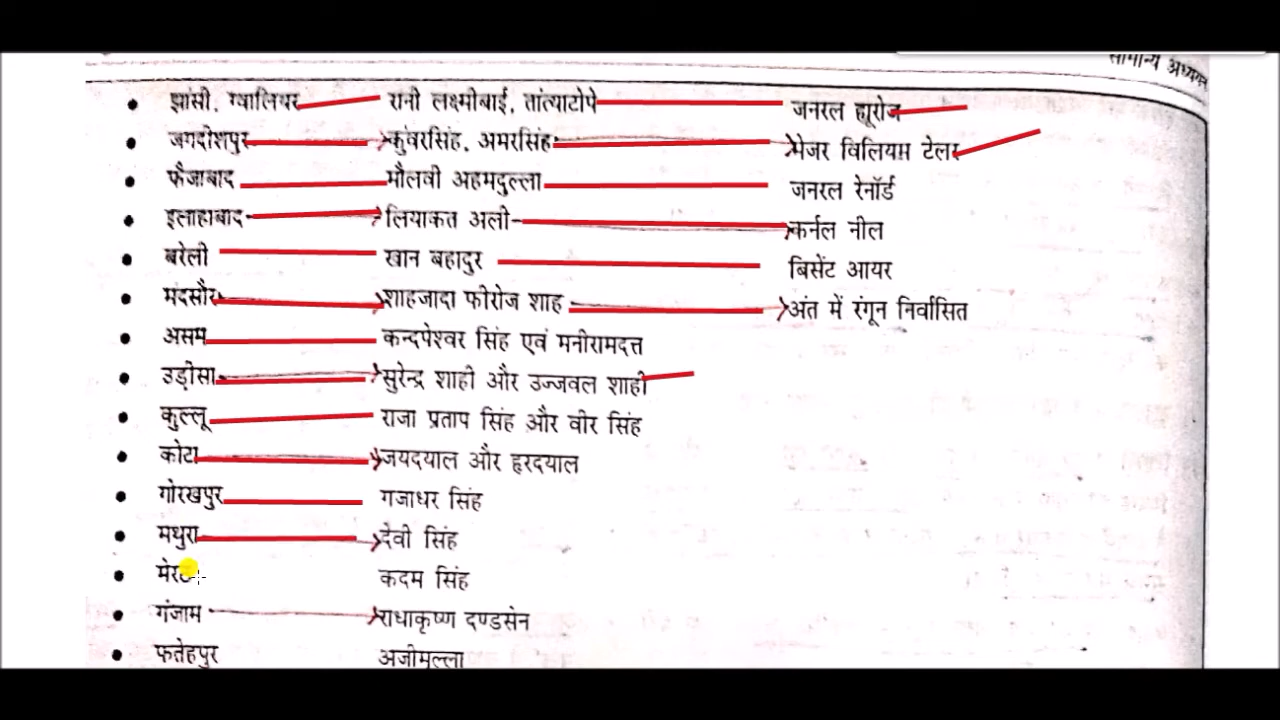 सामान्य अध्ययन
झांसी, ग्वालियर रानी लक्ष्मीबाई, तांत्याटोपे जनरल ह्यूरोज
जगदीशपुर कुंवरसिंह, अमरसिंह मेजर विलियम टेलर
फैजाबाद मौलवी अहमदुल्ला जनरल रेनॉर्ड
इलाहाबाद लियाकत अली कर्नल नील
बरेली खान बहादुर बिसेंट आयर
मंदसौर शाहजादा फीरोज शाह अंत में रंगून निर्वासित
असम कन्दपेश्वर सिंह एवं मनीरामदत्त
उड़ीसा सुरेन्द्र शाही और उज्जवल शाही
कुल्लू राजा प्रताप सिंह और वीर सिंह
कोटा जयदयाल और हृरदयाल
गोरखपुर गजाधर सिंह
मथुरा देवी सिंह
मेरठ कदम सिंह
गंजाम राधाकृष्ण दण्डसेन
फतेहपुर अजीमुल्ला